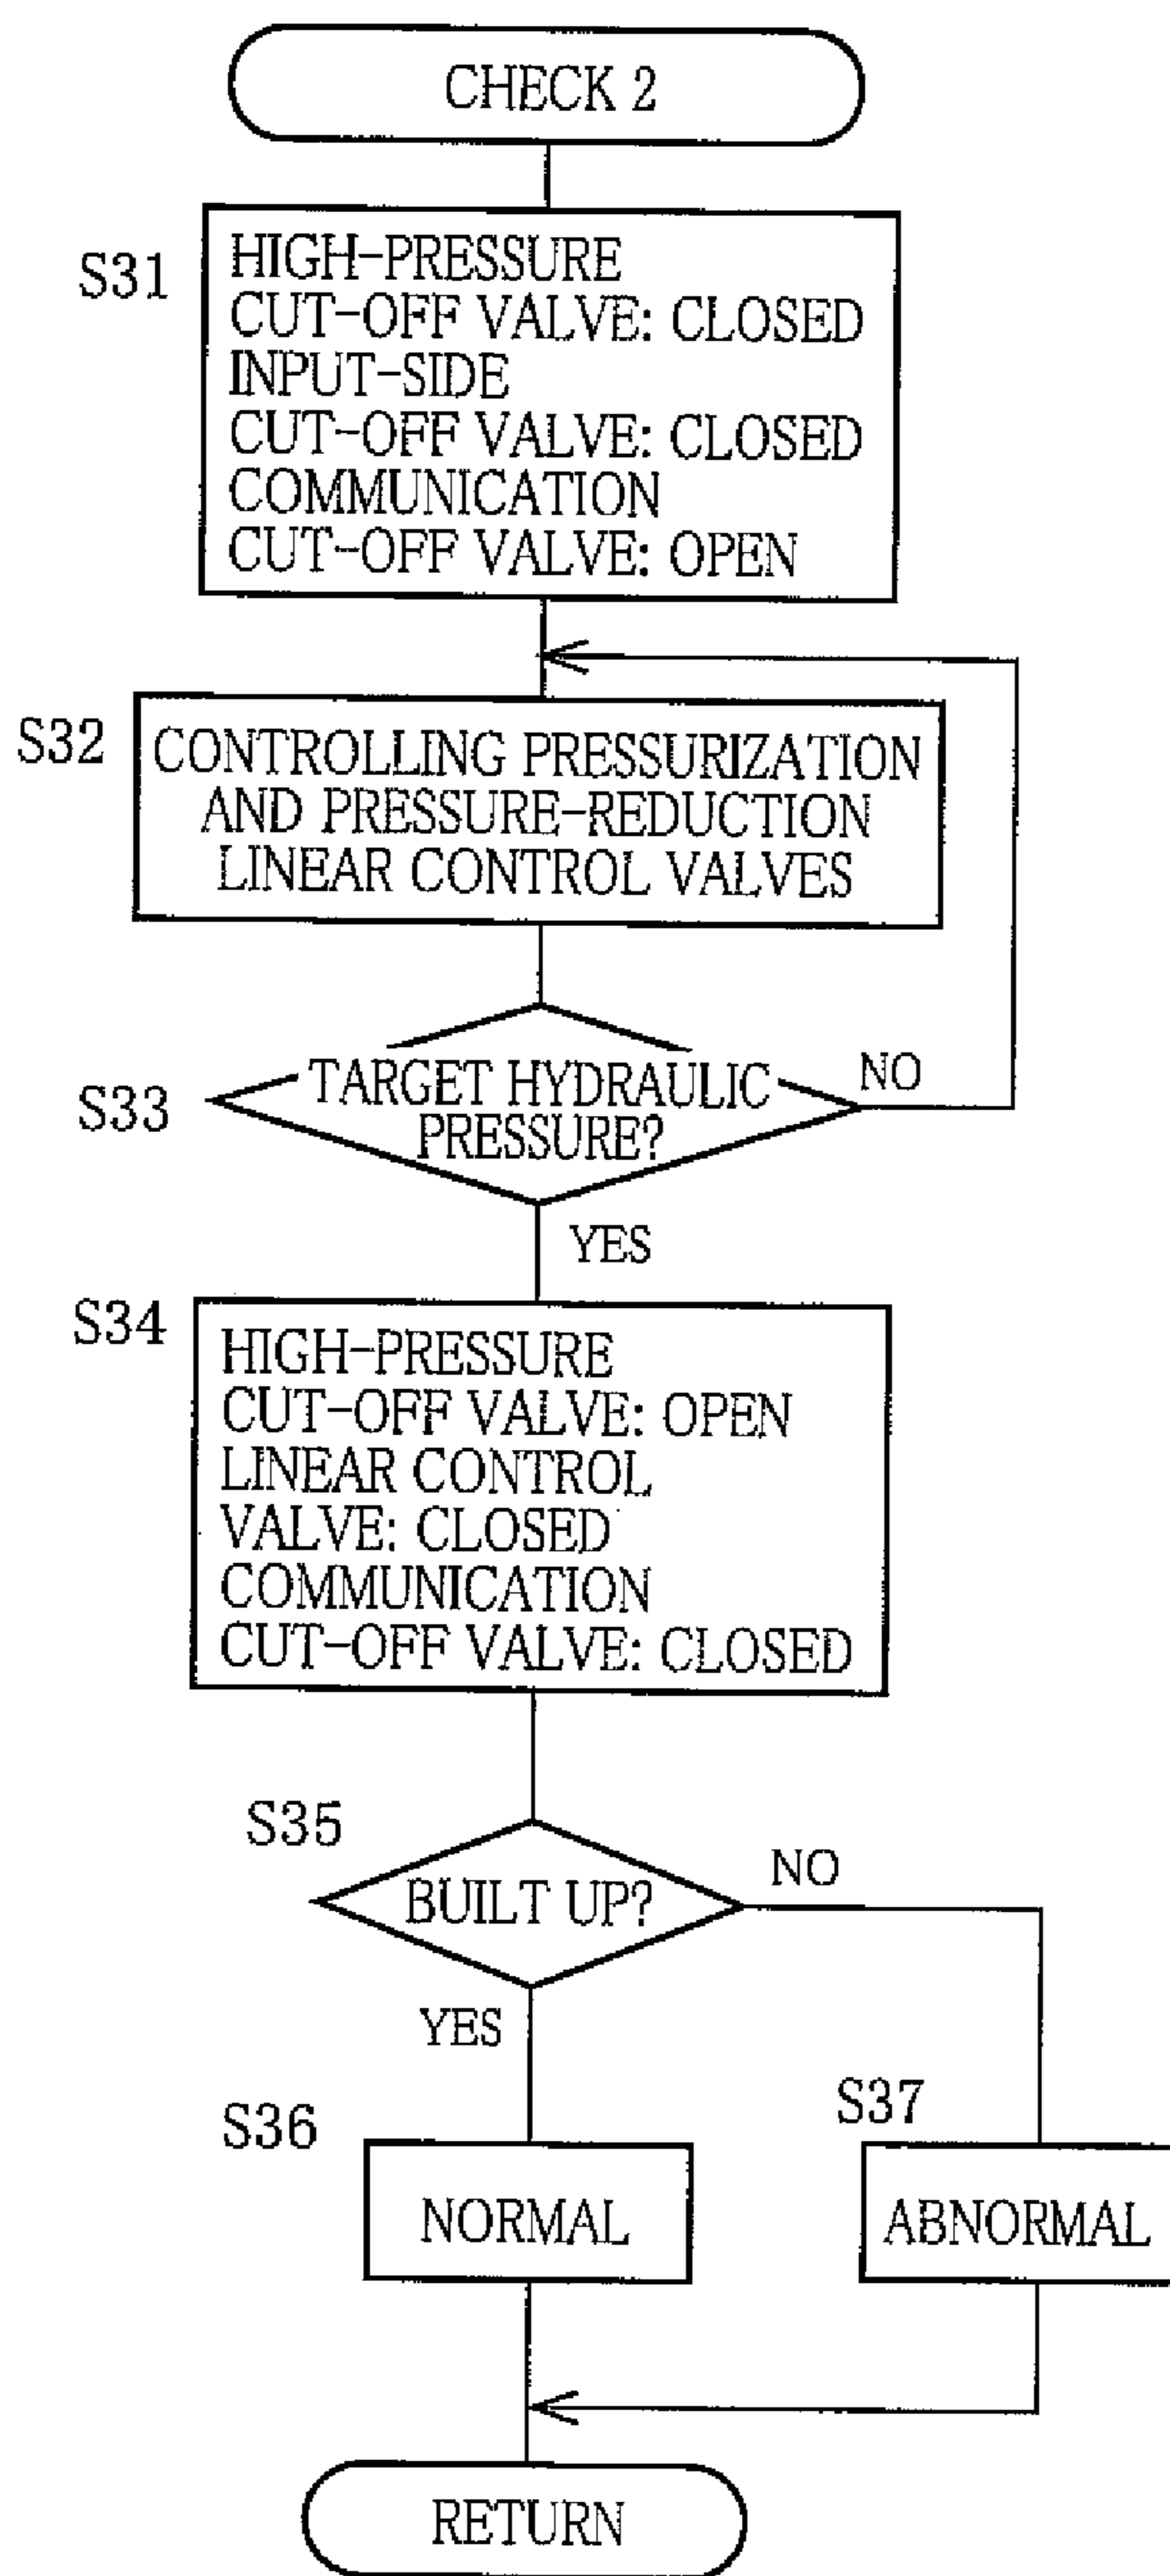 CHECK 2
S31
HIGH-PRESSURE
CUT-OFF VALVE: CLOSED
INPUT-SIDE
CUT-OFF VALVE: CLOSED
COMMUNICATION
CUT-OFF VALVE: OPEN
S32
CONTROLLING PRESSURIZATION
AND PRESSURE-REDUCTION
LINEAR CONTROL VALVES
S33
TARGET HYDRAULIC
PRESSURE?
NO
YES
S34
HIGH-PRESSURE
CUT-OFF VALVE: OPEN
LINEAR CONTROL
VALVE: CLOSED
COMMUNICATION
CUT-OFF VALVE: CLOSED
S35
BUILT UP?
NO
YES
S36
NORMAL
S37
ABNORMAL
RETURN